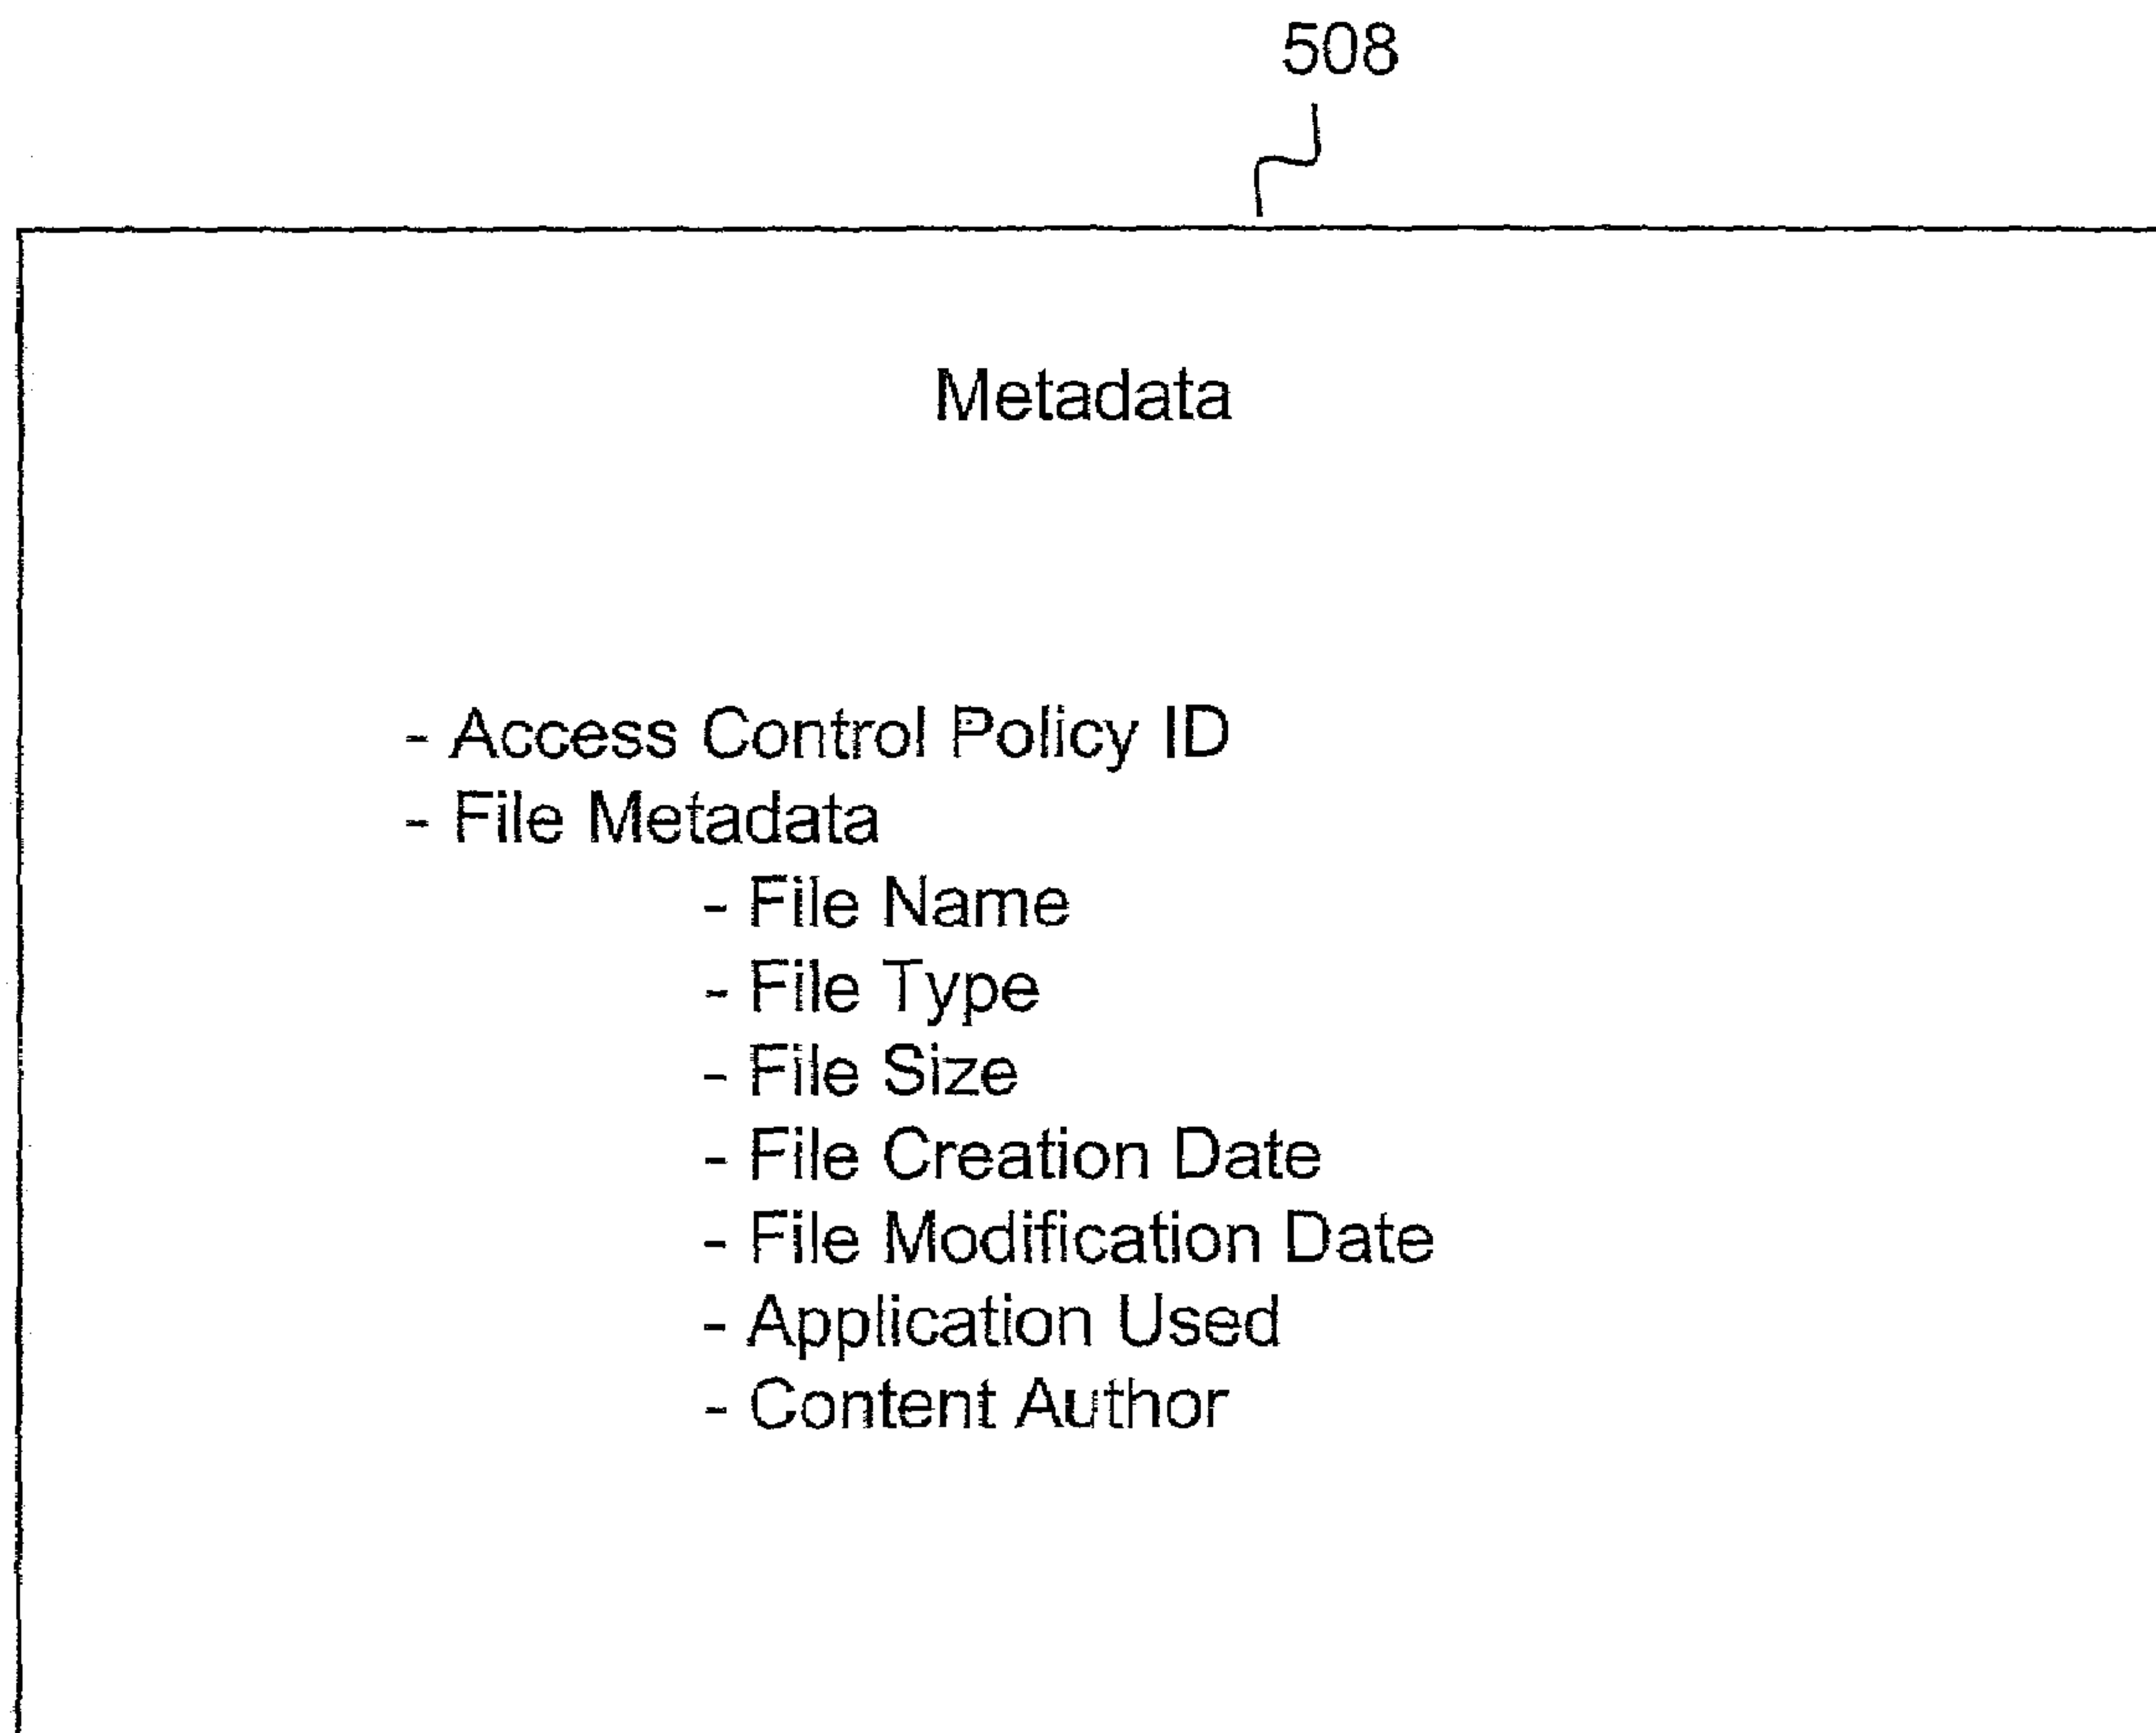 508
Metadata
- Access Control Policy ID
- File Metadata
- File Name
- File Type
- File Size
- File Creation Date
- File Modification Date
- Application Used
- Content Author